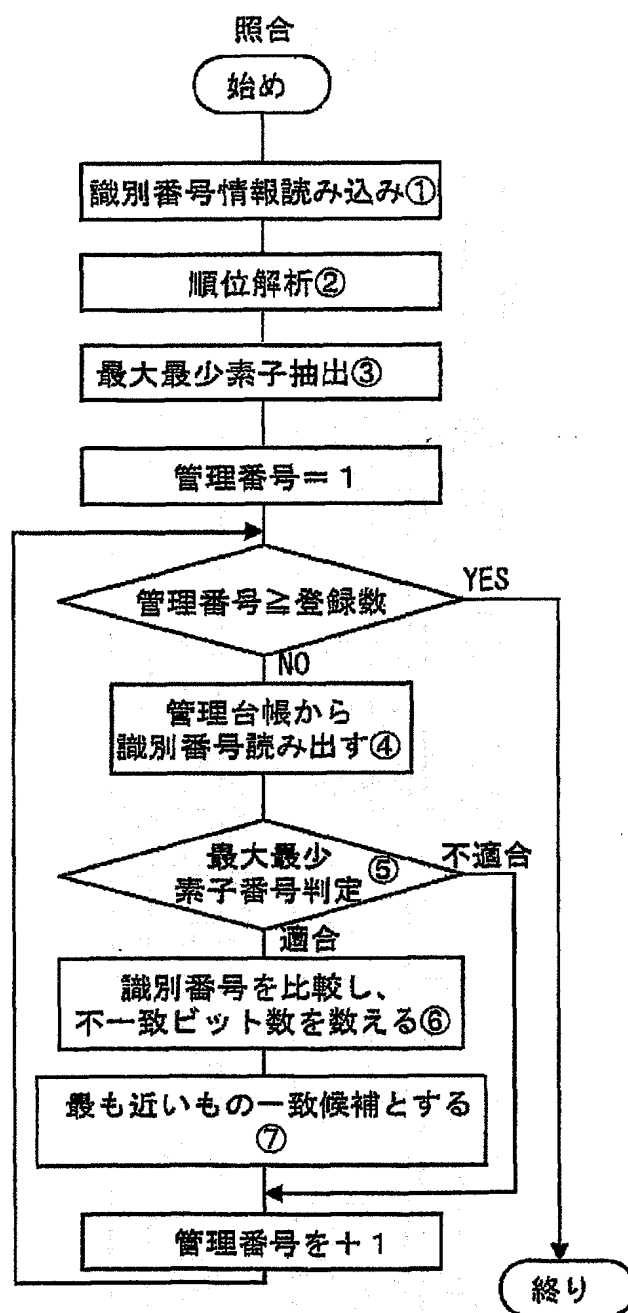 照合
始め
識別番号情報読み込み①
順位解析②
最大最少素子抽出③
管理番号＝1
管理番号≧登録数
YES
NO
管理台帳から
識別番号読み出す④
最大最少
素子番号判定⑤
不適合
適合
識別番号を比較し、
不一致ビット数を数える⑥
最も近いもの一致候補とする
⑦
管理番号を＋1
終り